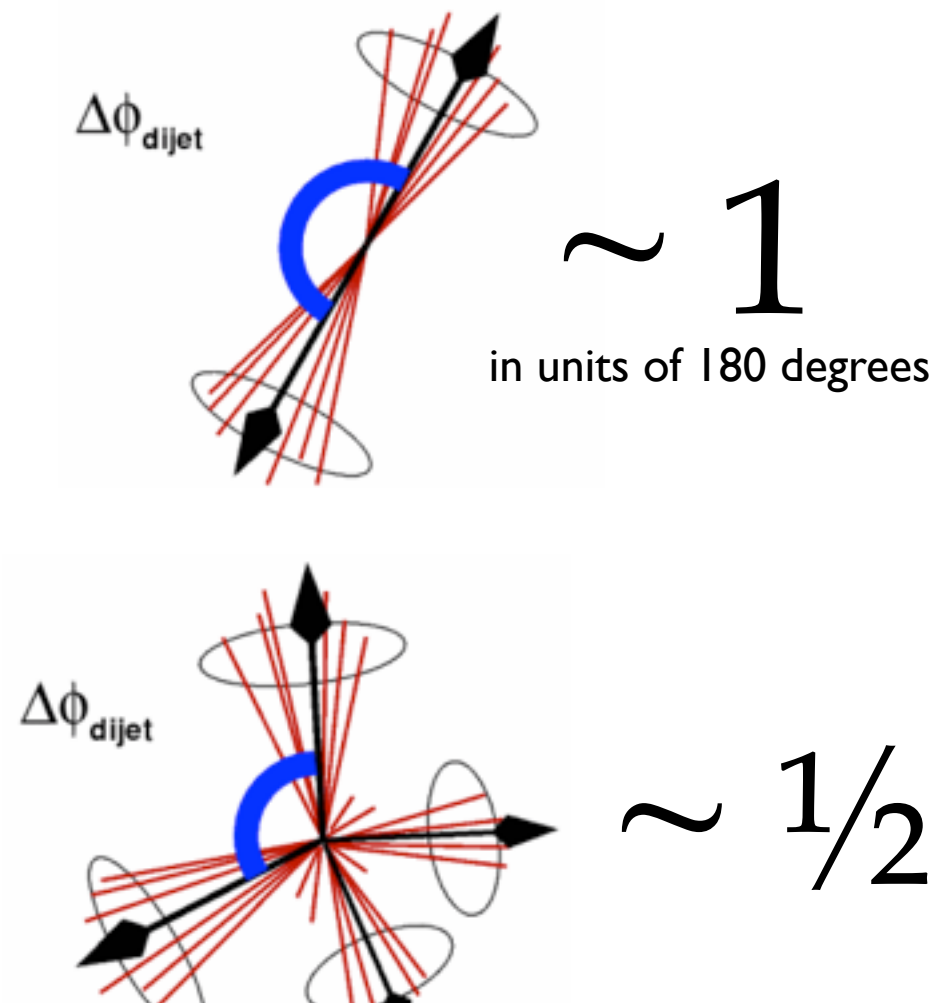 Δϕdijet
~ 1
in units of 180 degrees
Δϕdijet
~ ½